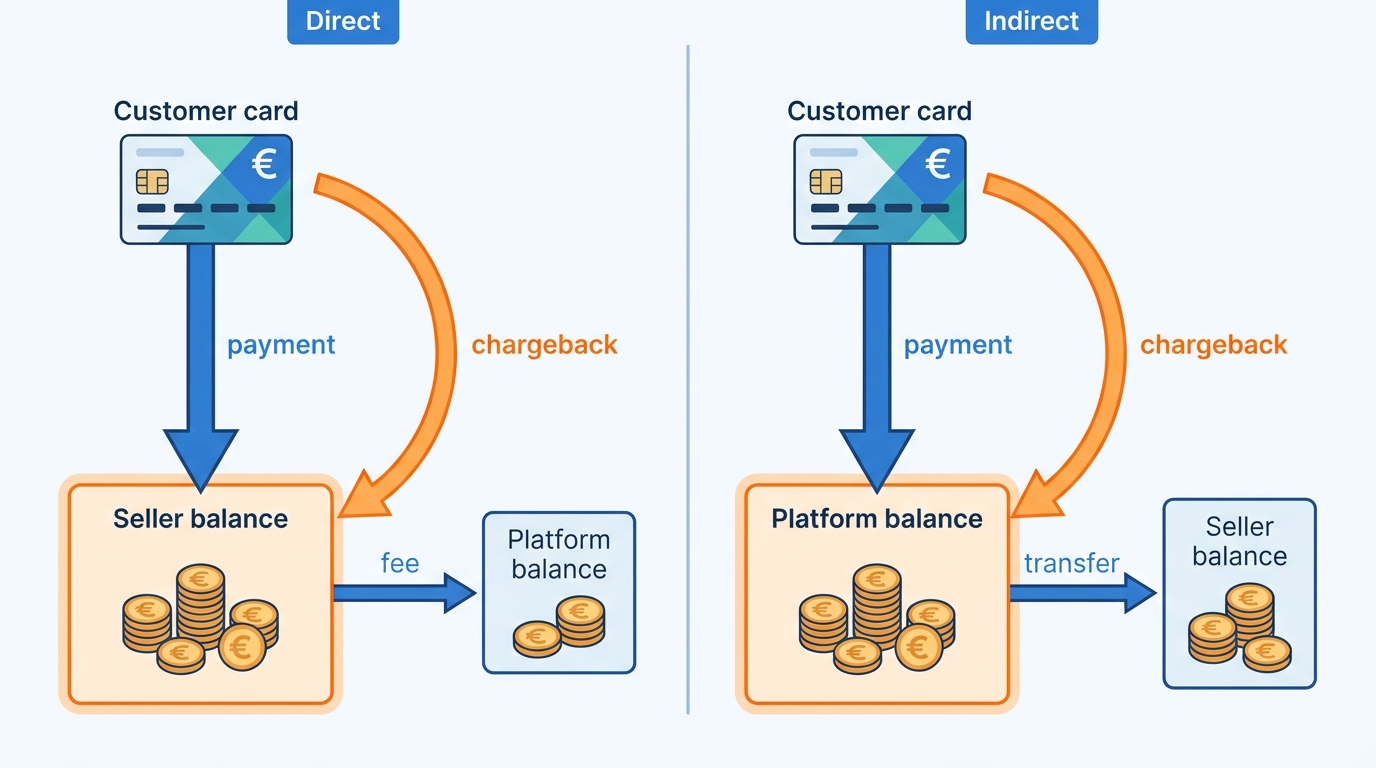 Direct
Customer card
€
payment
chargeback
Seller balance
fee
Platform
balance
€
€
€
€
€
€
€
Indirect
Customer card
€
payment
chargeback
Platform balance
transfer
Seller
balance
€
€
€
€
€
€
€
€